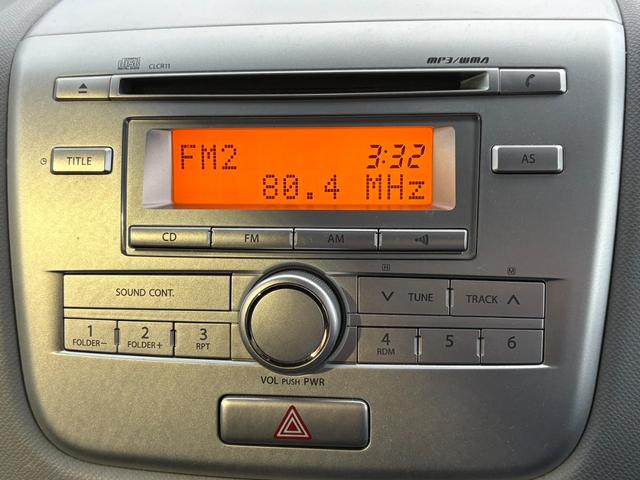 CLCR11
MP3/WMA
TITLE
FM2 3:32
80.4 MHz
AS
CD FM AM
H M
SOUND CONT.
TUNE TRACK
1 2 3 4 5 6
FOLDER− FOLDER+ RPT RDM
VOL PUSH PWR